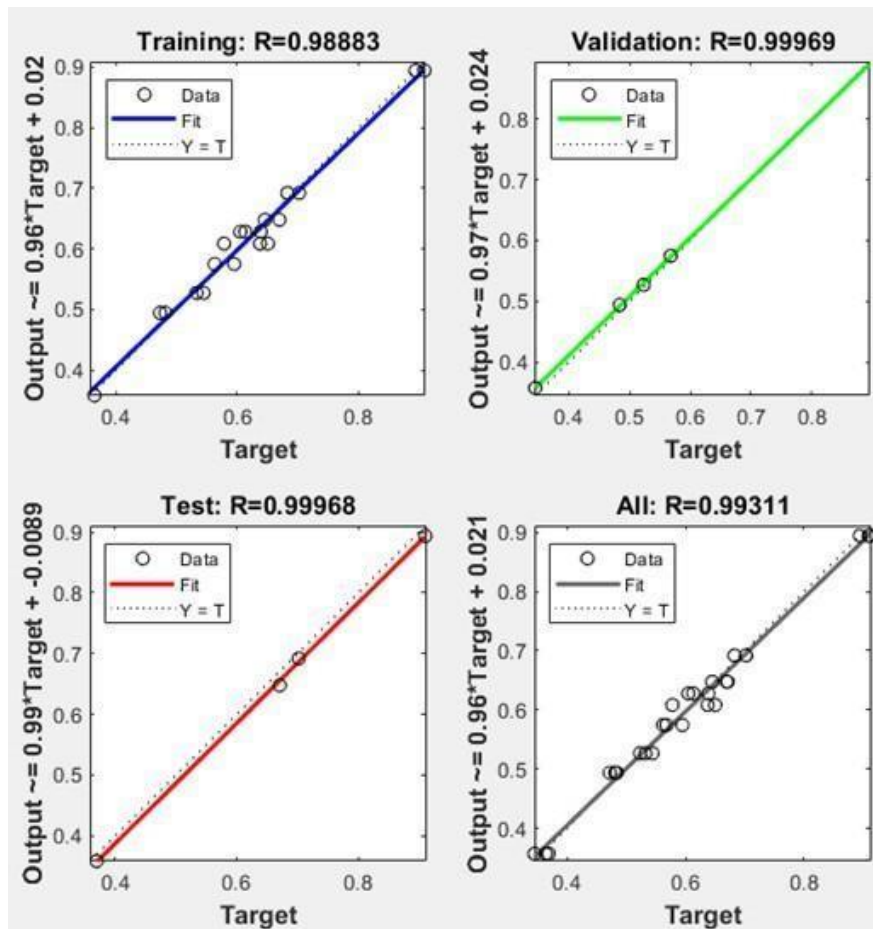 Training: R=0.98883
Output ~= 0.96*Target + 0.02
0.9
0.8
0.7
0.6
0.5
0.4
Data
Fit
Y = T
0.4 0.6 0.8
Target
Validation: R=0.99969
Output ~= 0.97*Target + 0.024
0.8
0.7
0.6
0.5
0.4
Data
Fit
Y = T
0.4 0.5 0.6 0.7 0.8
Target
Test: R=0.99968
Output ~= 0.99*Target + -0.0089
0.9
0.8
0.7
0.6
0.5
0.4
Data
Fit
Y = T
0.4 0.6 0.8
Target
All: R=0.99311
Output ~= 0.96*Target + 0.021
0.9
0.8
0.7
0.6
0.5
0.4
Data
Fit
Y = T
0.4 0.6 0.8
Target